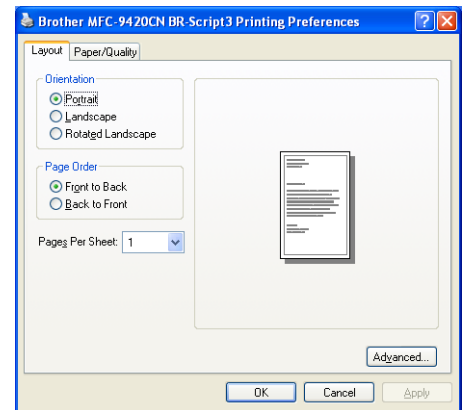 Brother MFC-9420CN BR-Script3 Printing Preferences
Layout Paper/Quality
Orientation
Portrait
Landscape
Rotated Landscape
Page Order
Front to Back
Back to Front
Pages Per Sheet: 1
Advanced...
OK Cancel Apply